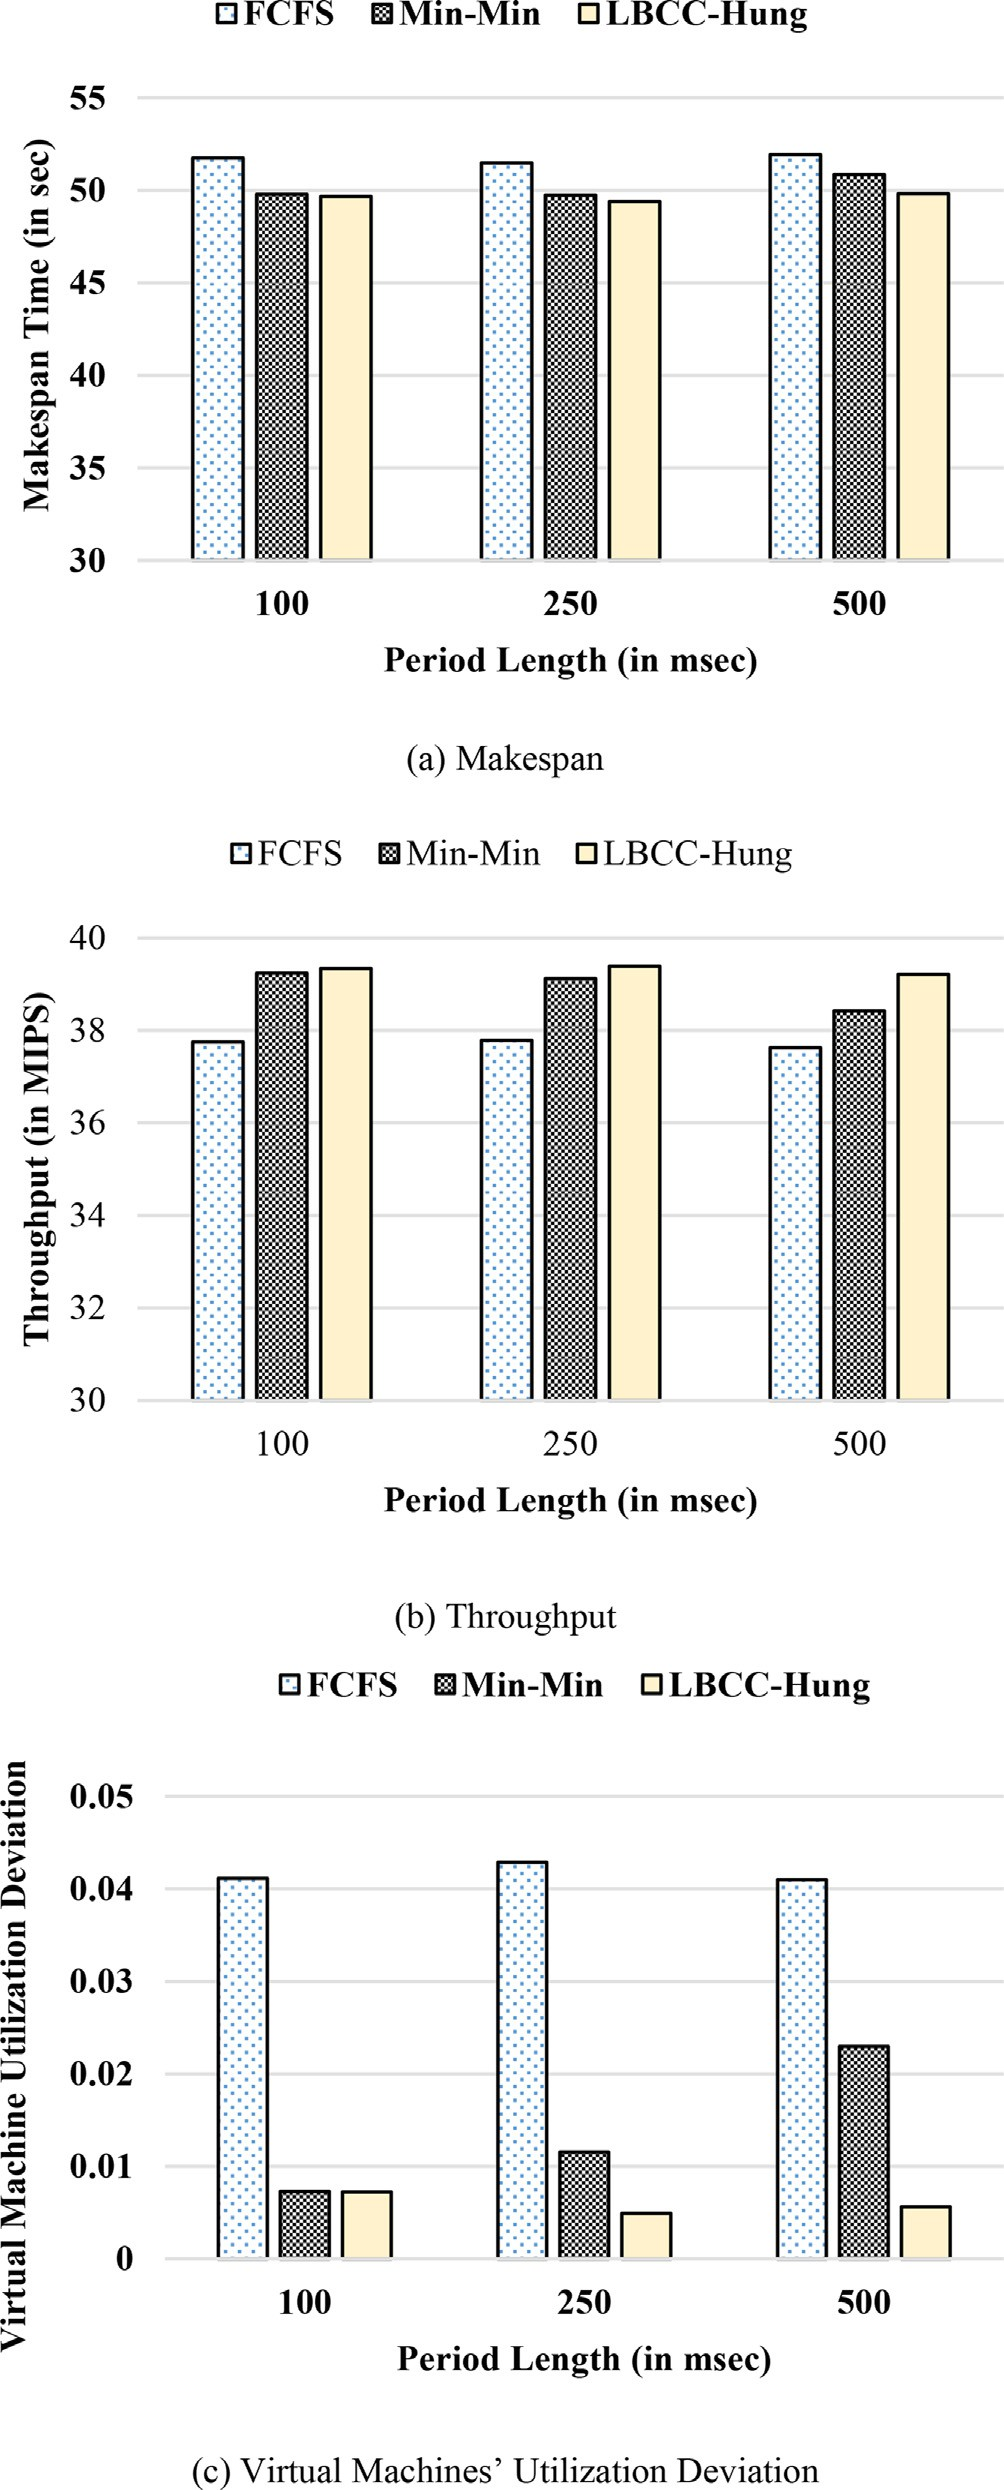 FCFS Min-Min LBCC-Hung
55
50
45
40
35
30
Makespan Time (in sec)
100 250 500
Period Length (in msec)
(a) Makespan
FCFS Min-Min LBCC-Hung
40
38
36
34
32
30
Throughput (in MIPS)
100 250 500
Period Length (in msec)
(b) Throughput
FCFS Min-Min LBCC-Hung
0.05
0.04
0.03
0.02
0.01
0
Virtual Machine Utilization Deviation
100 250 500
Period Length (in msec)
(c) Virtual Machines’ Utilization Deviation